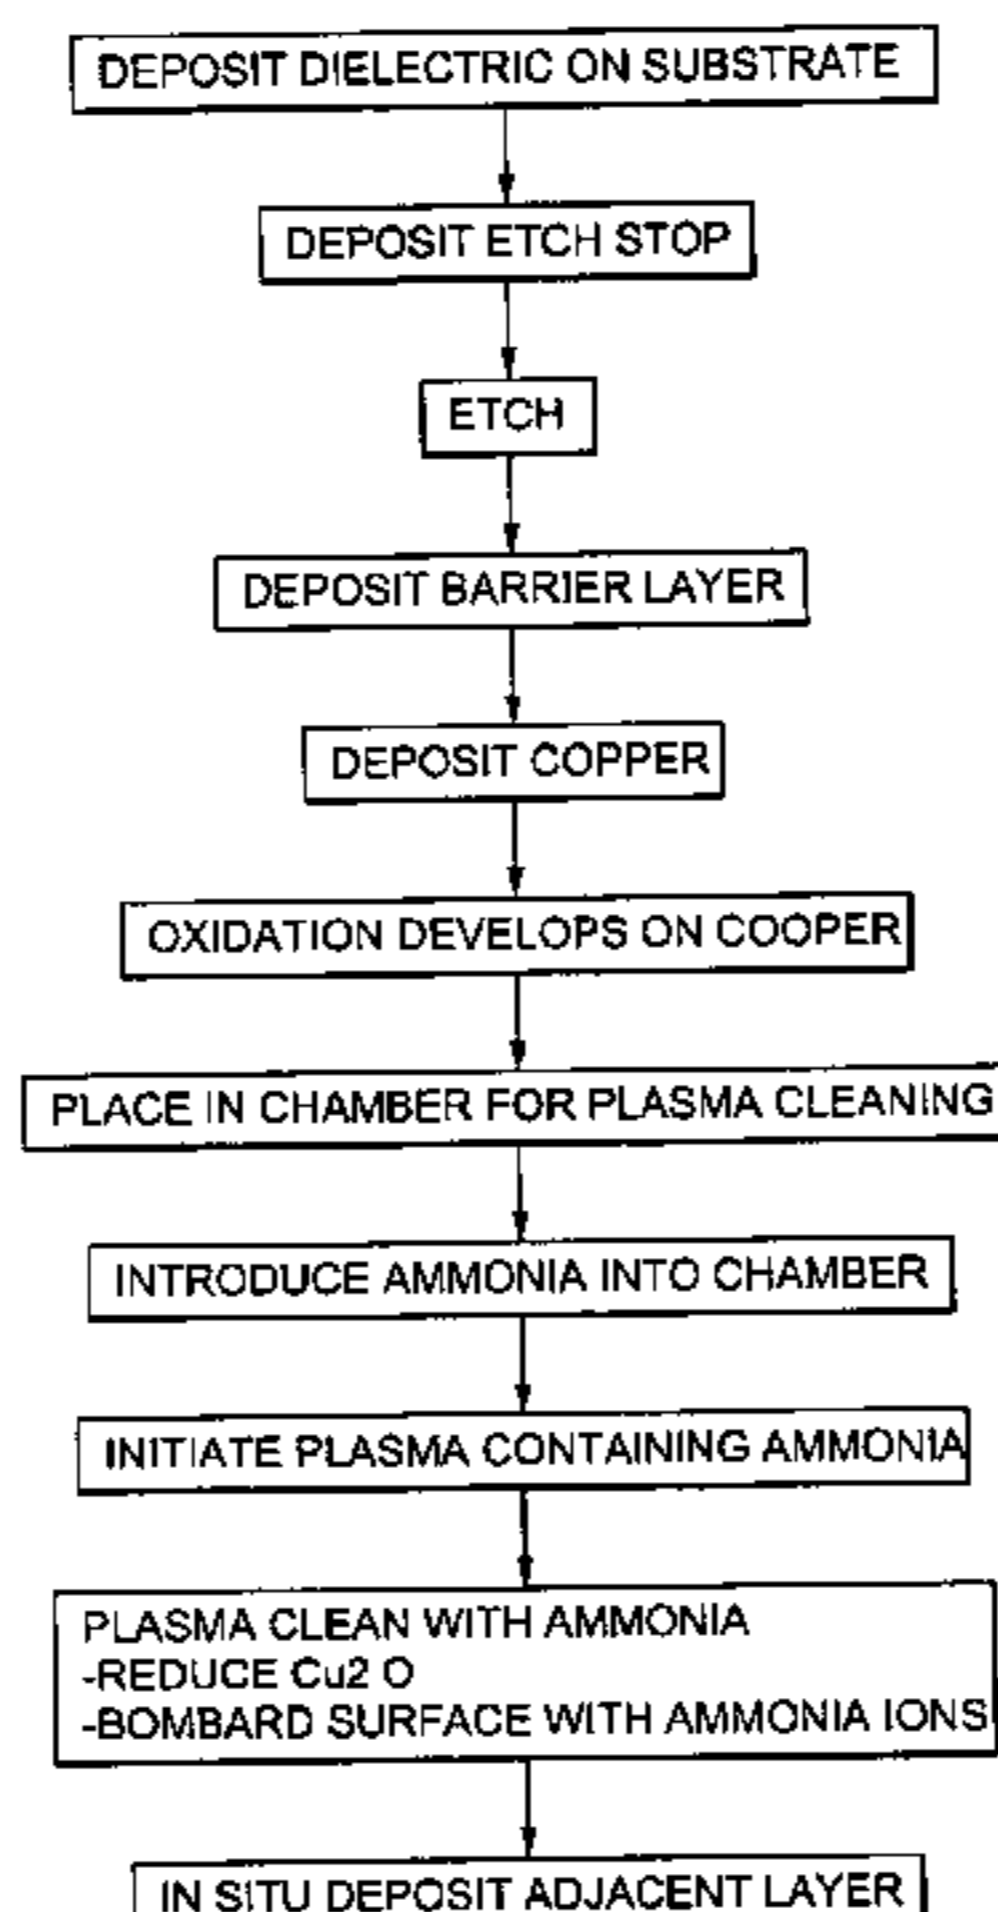 DEPOSIT DIELECTRIC ON SUBSTRATE
DEPOSIT ETCH STOP
ETCH
DEPOSIT BARRIER LAYER
DEPOSIT COPPER
OXIDATION DEVELOPS ON COOPER
PLACE IN CHAMBER FOR PLASMA CLEANING
INTRODUCE AMMONIA INTO CHAMBER
INITIATE PLASMA CONTAINING AMMONIA
PLASMA CLEAN WITH AMMONIA
-REDUCE Cu2 O
-BOMBARD SURFACE WITH AMMONIA IONS
IN SITU DEPOSIT ADJACENT LAYER